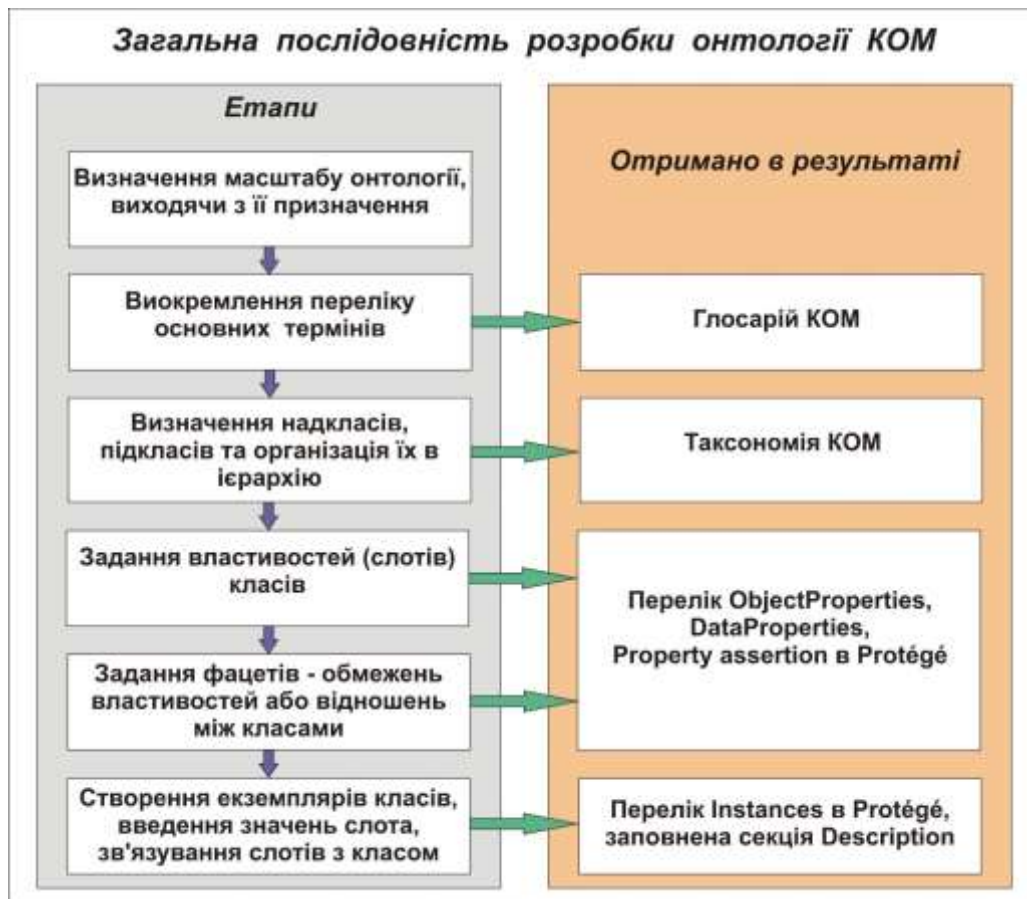 Загальна послідовність розробки онтології КОМ
Етапи
Визначення масштабу онтології,
виходячи з її призначення
Виокремлення переліку
основних термінів
Визначення надкласів,
підкласів та організація їх в
ієрархію
Задання властивостей (слотів)
класів
Задання фацетів - обмежень
властивостей або відношень
між класами
Створення екземплярів класів,
введення значень слота,
зв'язування слотів з класом
Отримано в результаті
Глосарій КОМ
Таксономія КОМ
Перелік ObjectProperties,
DataProperties,
Property assertion в Protégé
Перелік Instances в Protégé,
заповнена секція Description